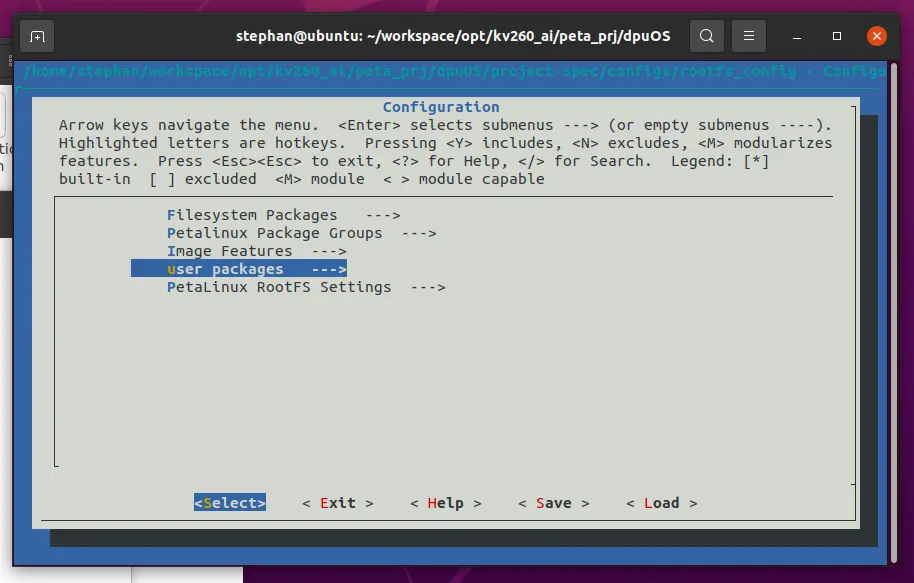 stephan@ubuntu: ~/workspace/opt/kv260_ai/peta_prj/dpuOS
/home/stephan/workspace/opt/kv260_ai/peta_prj/dpuOS/project-spec/configs/rootfs_config - Configu
r
Configuration
Arrow keys navigate the menu.  <Enter> selects submenus ---> (or empty submenus ----).
Highlighted letters are hotkeys.  Pressing <Y> includes, <N> excludes, <M> modularizes
features.  Press <Esc><Esc> to exit, <?> for Help, </> for Search.  Legend: [*]
built-in  [ ] excluded  <M> module  < > module capable
Filesystem Packages   --->
Petalinux Package Groups  --->
Image Features  --->
user packages   --->
PetaLinux RootFS Settings  --->
<Select>    < Exit >    < Help >    < Save >    < Load >